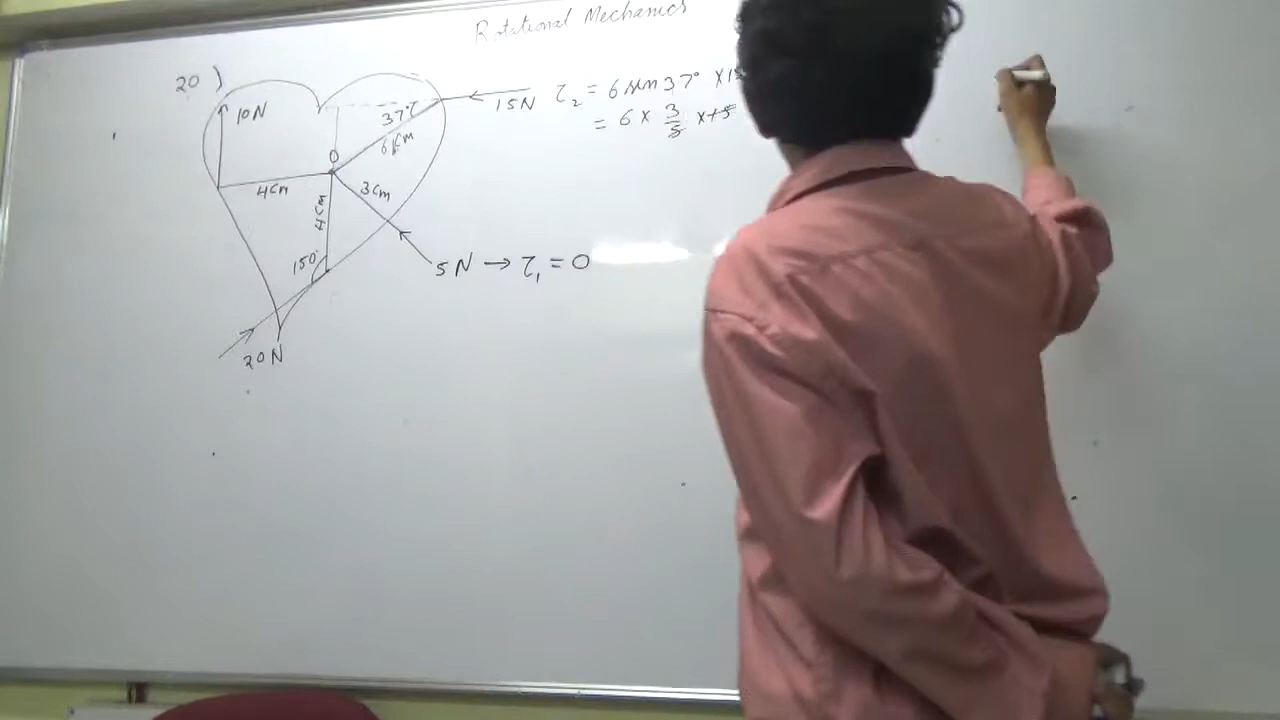 Rotational Mechanics
20)
10N
37°
15N τ₂ = 6 sin 37° ×
= 6 × 3/5 × 15
6cm
0
4cm
3cm
4cm
150°
5N → τ₁ = 0
20N